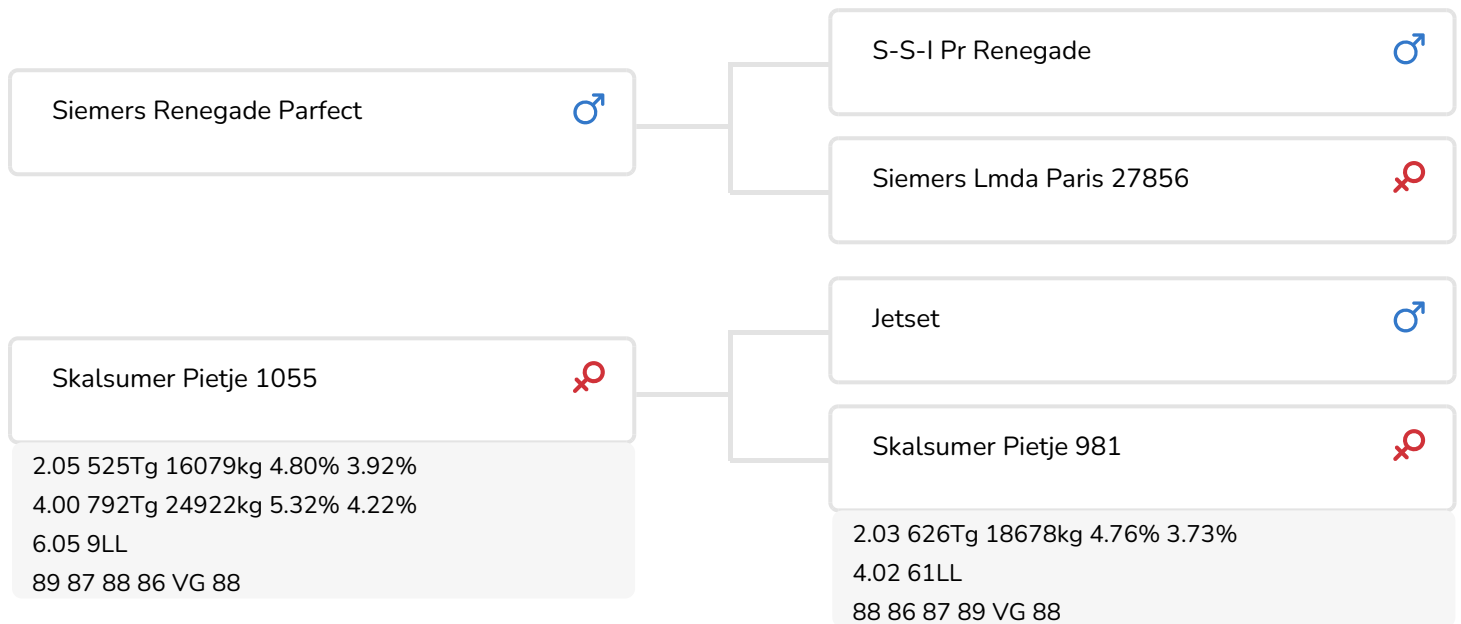 S-S-I Pr Renegade
Siemers Renegade Parfect
Siemers Lmda Paris 27856
Jetset
Skalsumer Pietje 1055
Skalsumer Pietje 981
2.05 525Tg 16079kg 4.80% 3.92%
4.00 792Tg 24922kg 5.32% 4.22%
6.05 9LL
89 87 88 86 VG 88
2.03 626Tg 18678kg 4.76% 3.73%
4.02 61LL
88 86 87 89 VG 88